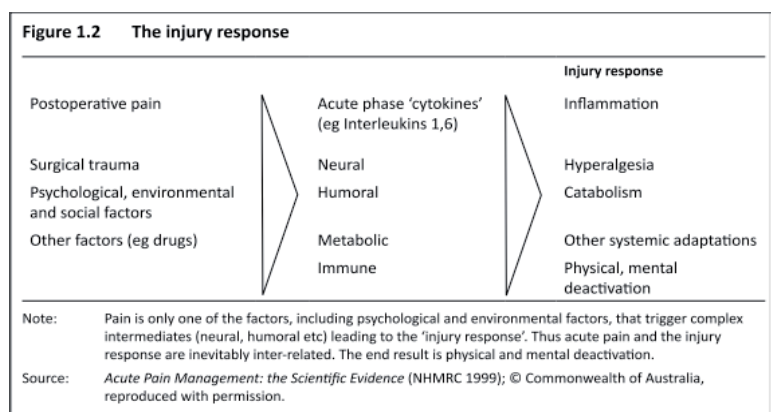 Figure 1.2 The injury response
Injury response
Postoperative pain
Acute phase ‘cytokines’
(eg Interleukins 1,6)
Inflammation
Surgical trauma
Neural
Hyperalgesia
Psychological, environmental
and social factors
Humoral
Catabolism
Other factors (eg drugs)
Metabolic
Other systemic adaptations
Immune
Physical, mental
deactivation
Note: Pain is only one of the factors, including psychological and environmental factors, that trigger complex
intermediates (neural, humoral etc) leading to the ‘injury response’. Thus acute pain and the injury
response are inevitably inter-related. The end result is physical and mental deactivation.
Source: Acute Pain Management: the Scientific Evidence (NHMRC 1999); © Commonwealth of Australia,
reproduced with permission.